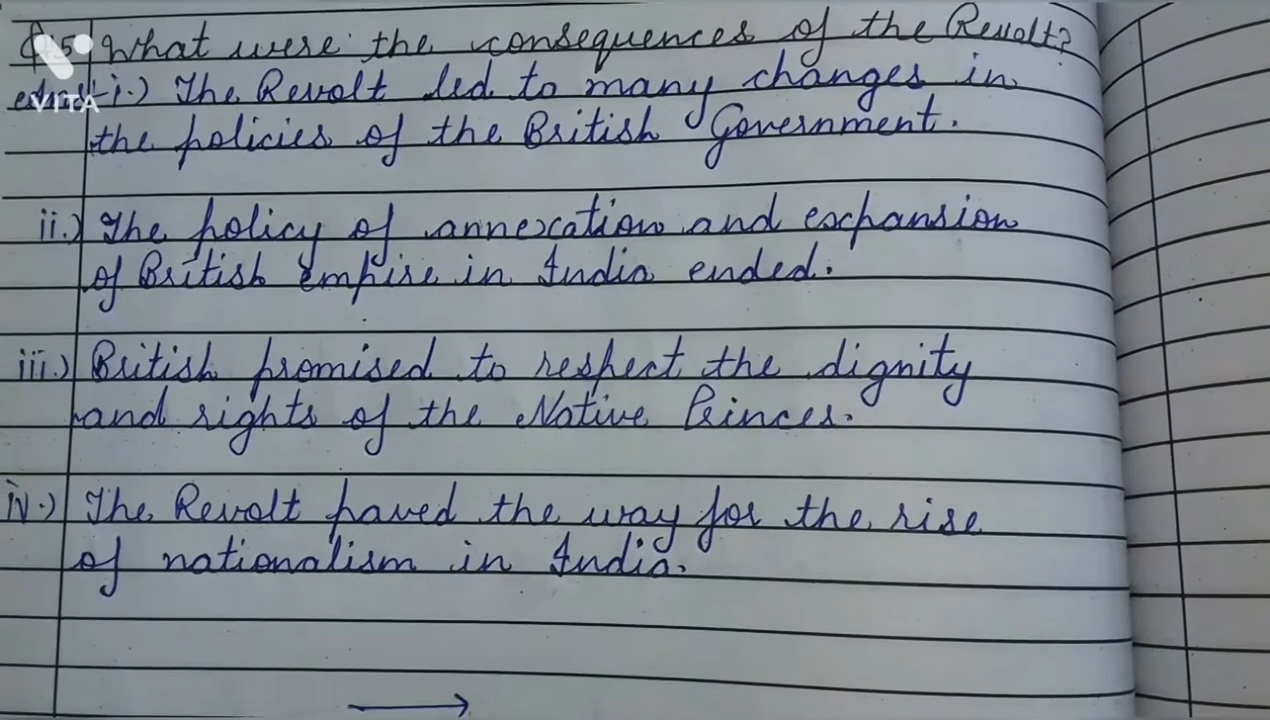 Q5 What were the consequences of the Revolt?
i.) The Revolt led to many changes in
the policies of the British Government.
ii.) The policy of annexation and expansion
of British Empire in India ended.
iii.) British promised to respect the dignity
and rights of the Native Princes.
iv.) The Revolt paved the way for the rise
of nationalism in India.
VITA